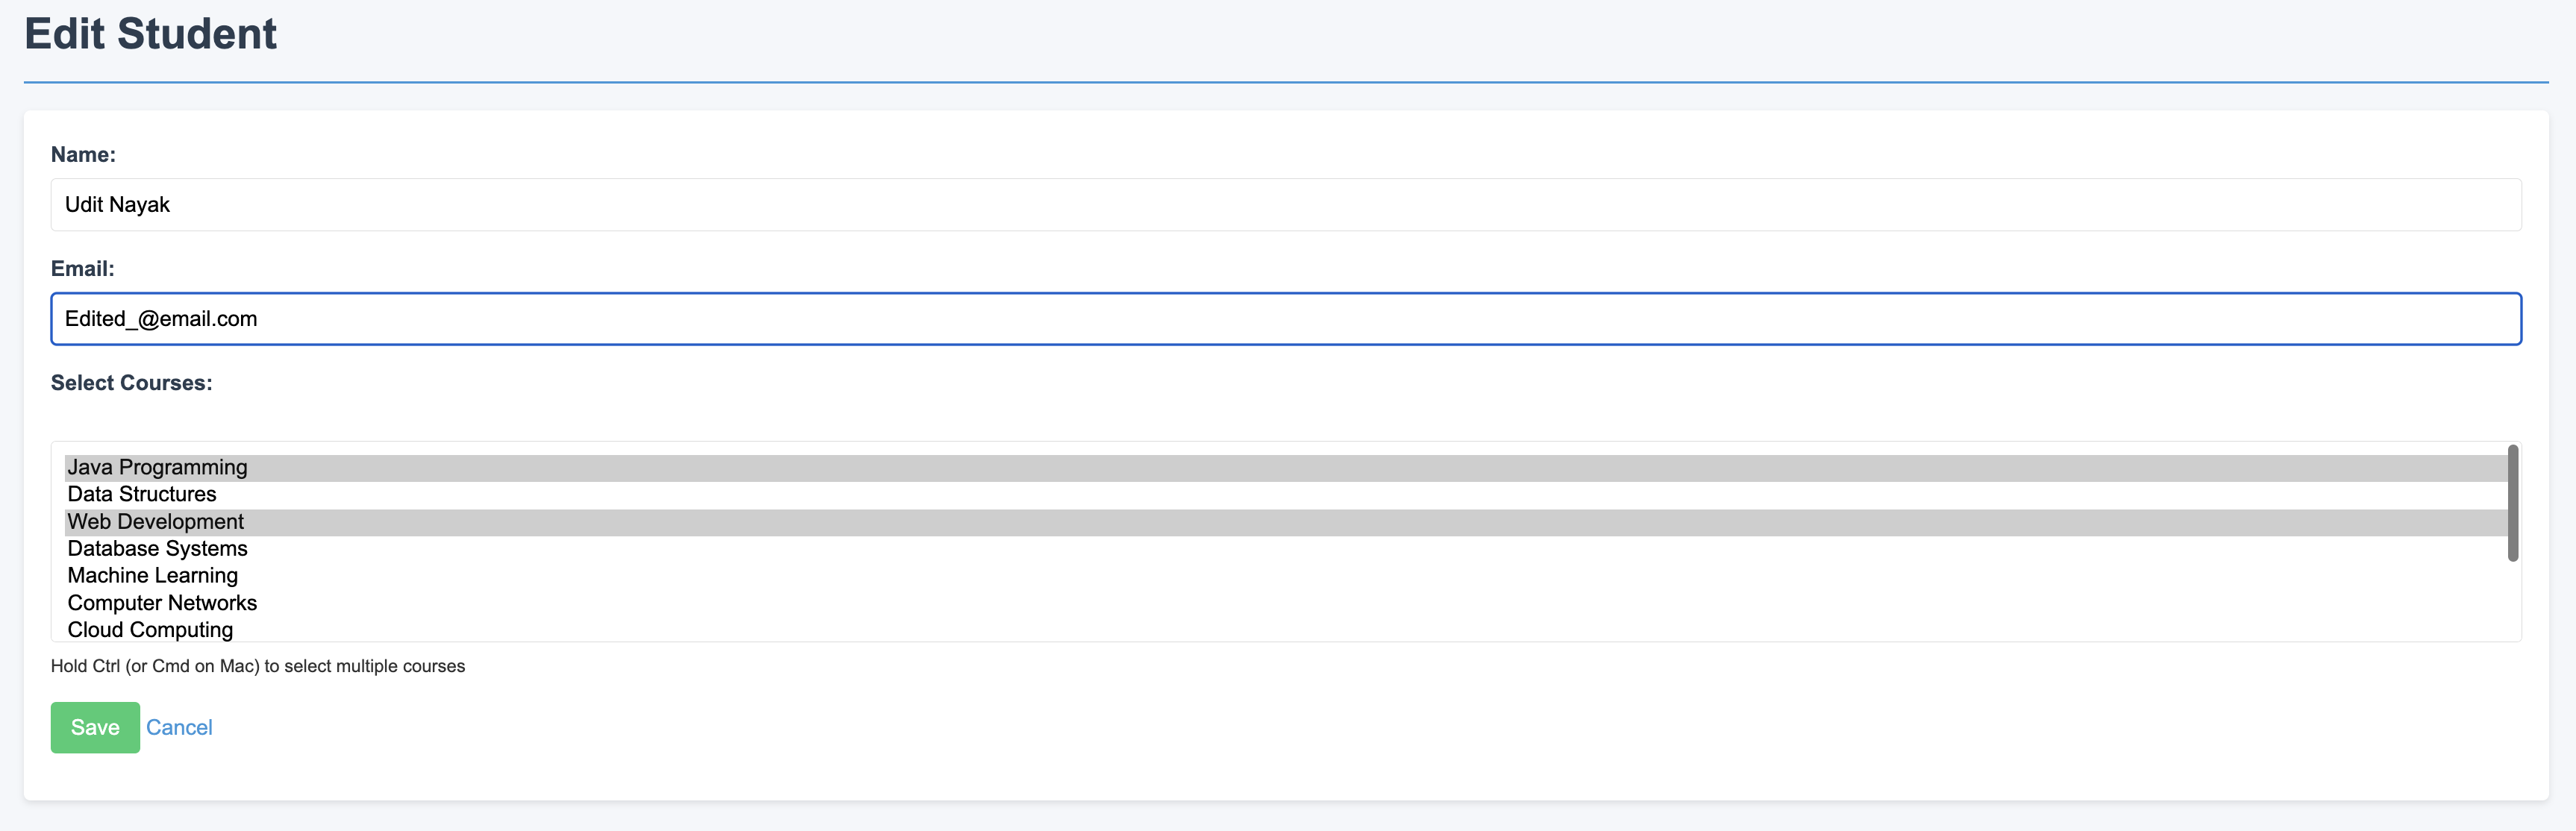 Edit Student
Name:
Udit Nayak
Email:
Edited_@email.com
Select Courses:
Java Programming
Data Structures
Web Development
Database Systems
Machine Learning
Computer Networks
Cloud Computing
Hold Ctrl (or Cmd on Mac) to select multiple courses
Save Cancel